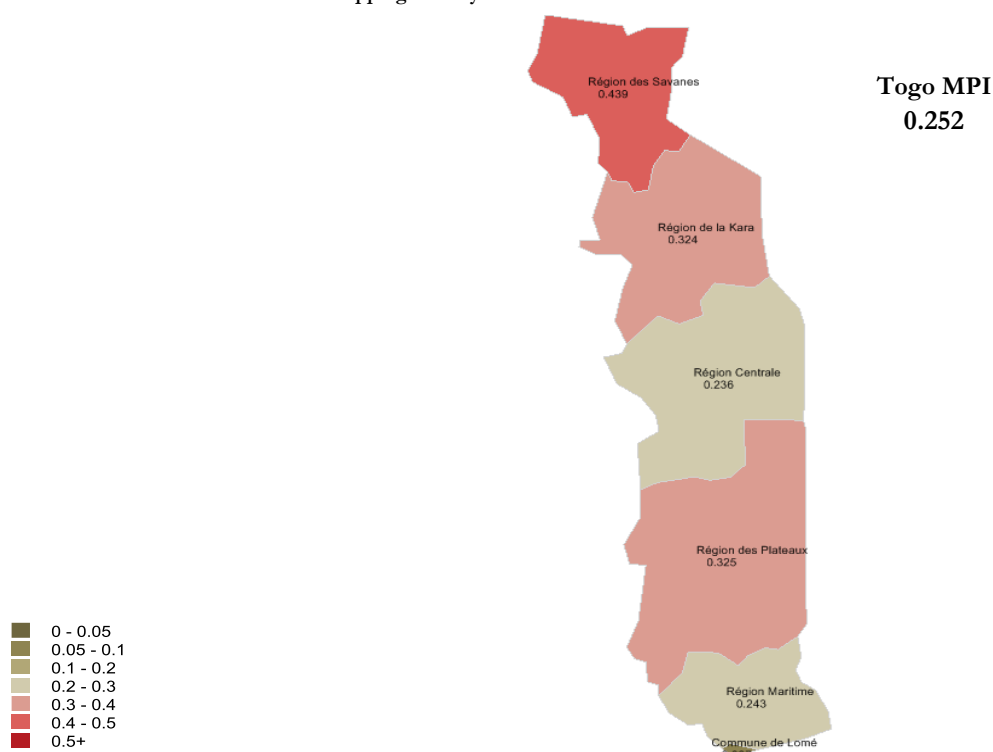 Région des Savanes
0.439
Togo MPI
0.252
Région de la Kara
0.324
Région Centrale
0.236
Région des Plateaux
0.325
0 - 0.05
0.05 - 0.1
0.1 - 0.2
0.2 - 0.3
0.3 - 0.4
0.4 - 0.5
0.5+
Région Maritime
0.243
Commune de Lomé